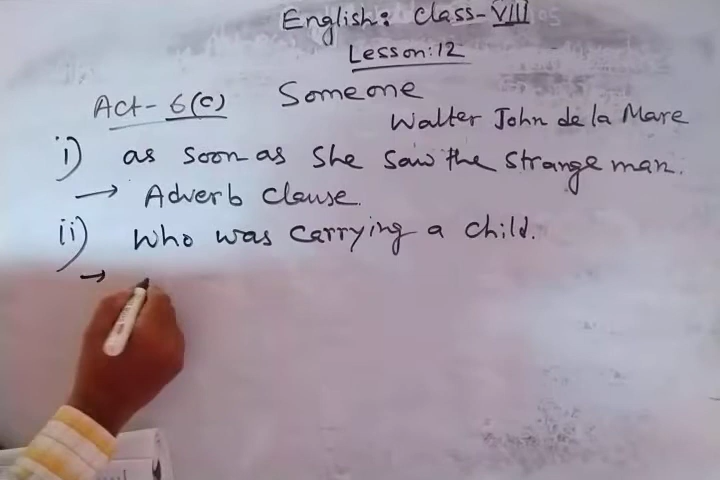 English: Class-VIII
Lesson:12
Act-6(c) Someone
Walter John de la Mare
i) as soon as She Saw the Strange man.
→ Adverb Clause.
ii) Who was Carrying a Child.
→